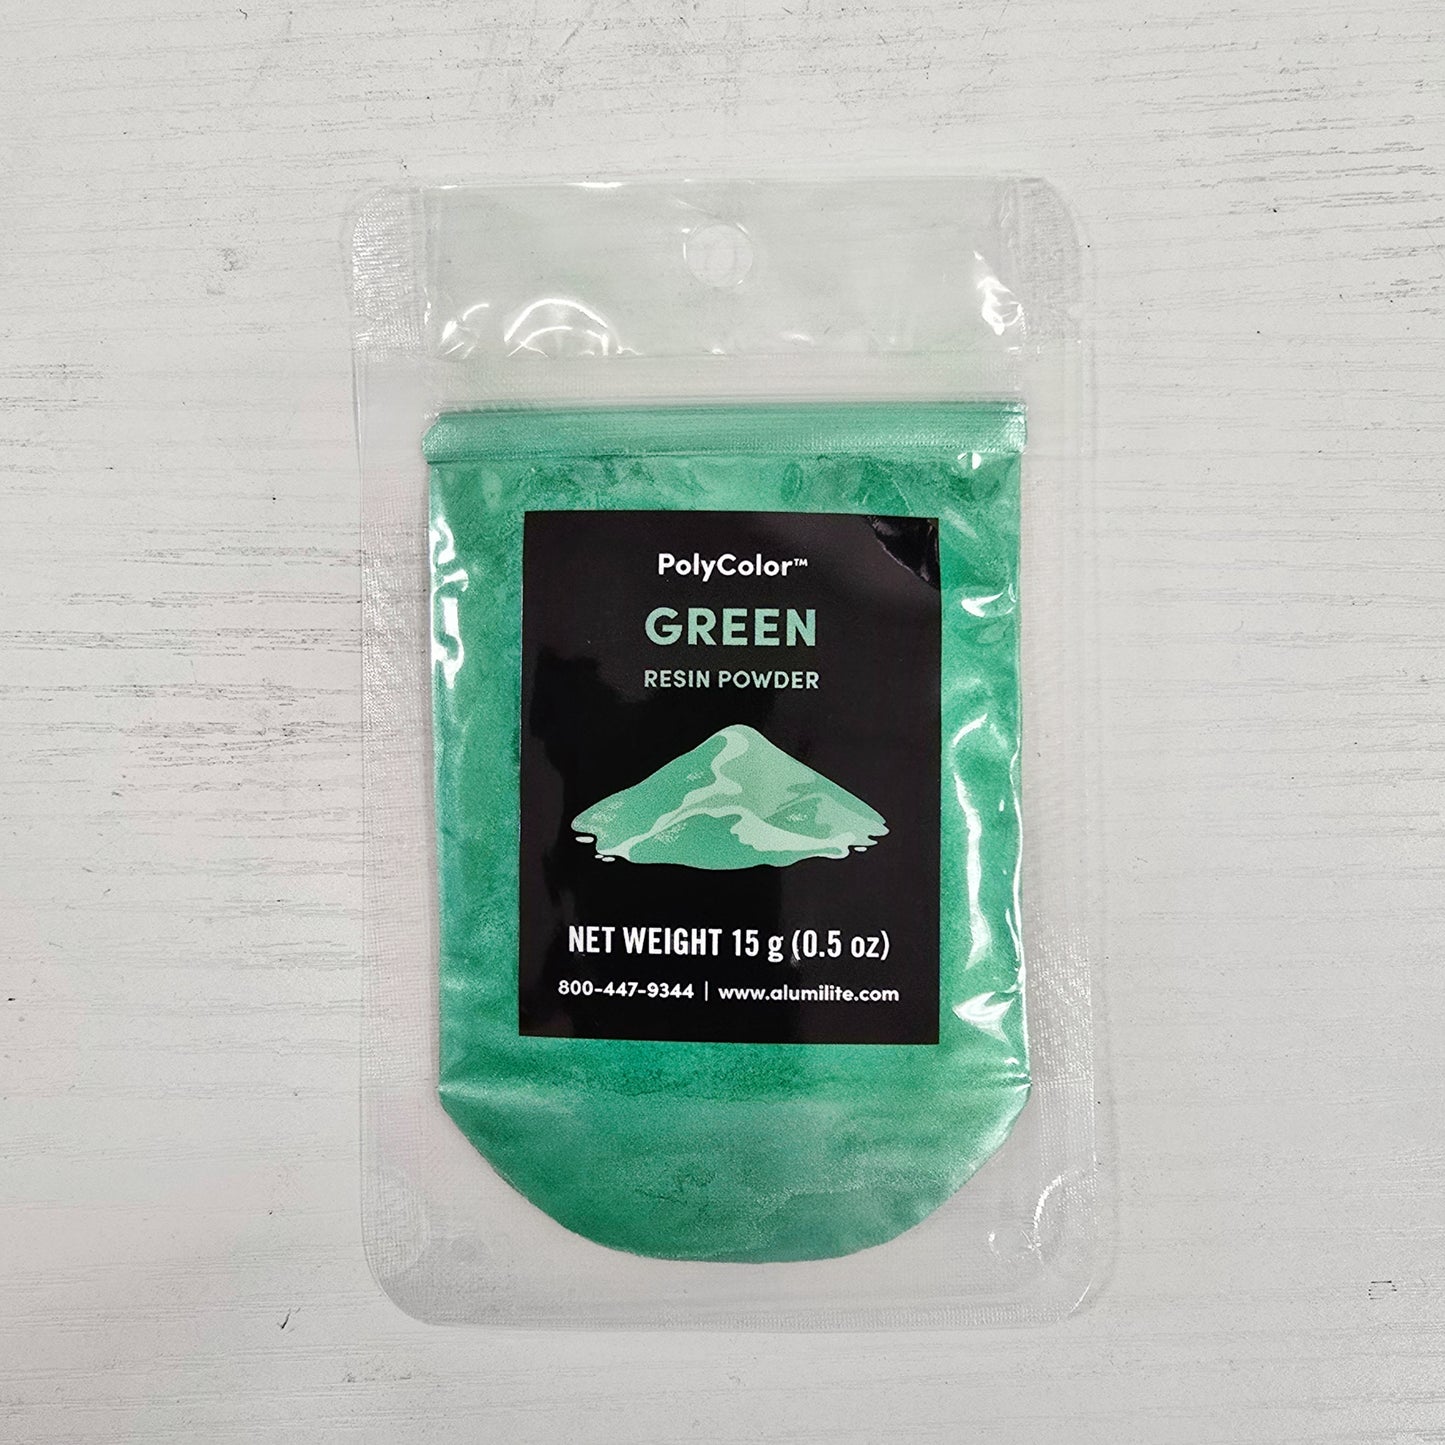 PolyColor™
GREEN
RESIN POWDER
NET WEIGHT 15 g (0.5 oz)
800-447-9344 | www.alumilite.com